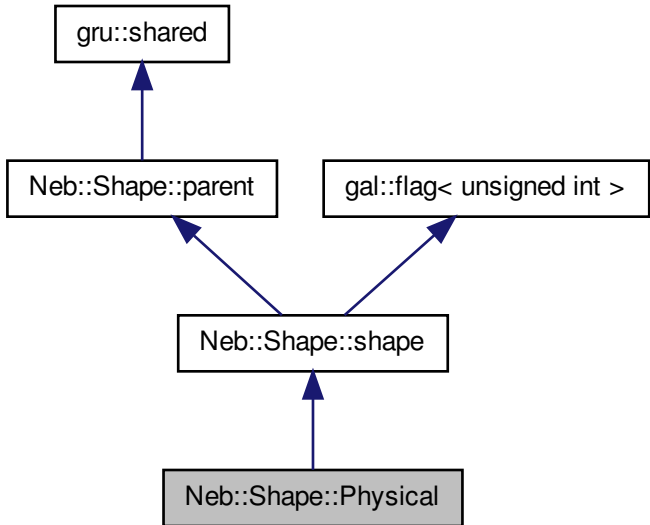 gru::shared
Neb::Shape::parent
gal::flag< unsigned int >
Neb::Shape::shape
Neb::Shape::Physical